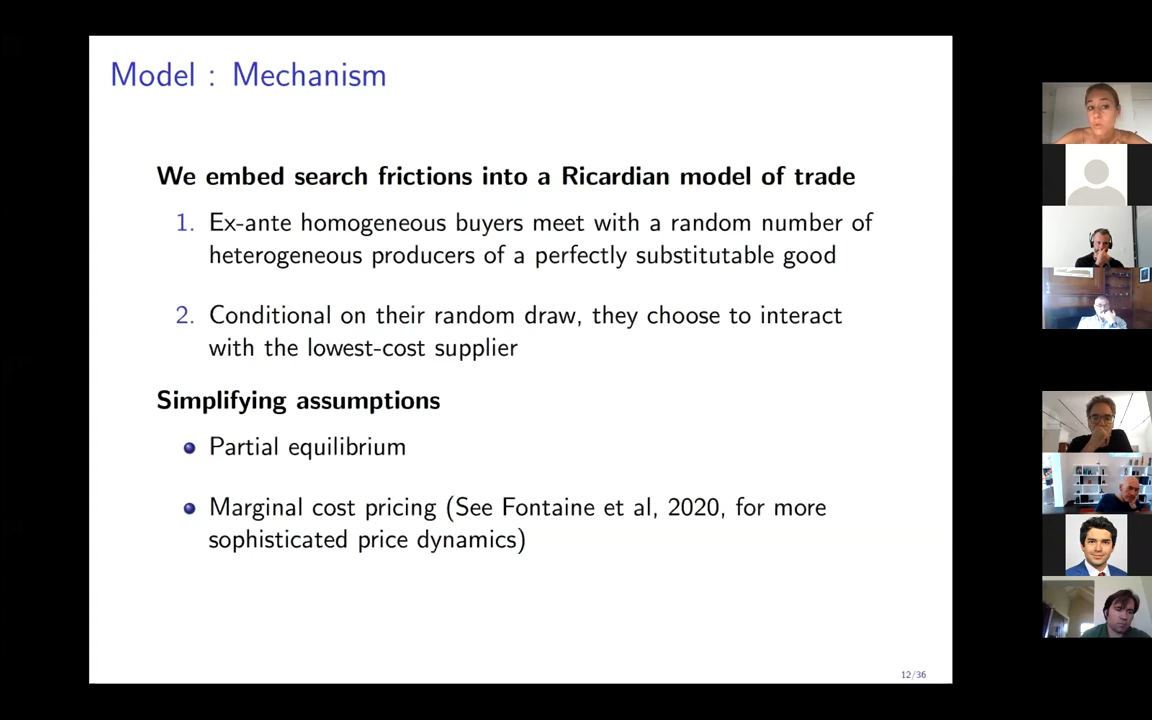 Model : Mechanism
We embed search frictions into a Ricardian model of trade
1. Ex-ante homogeneous buyers meet with a random number of
heterogeneous producers of a perfectly substitutable good
2. Conditional on their random draw, they choose to interact
with the lowest-cost supplier
Simplifying assumptions
Partial equilibrium
Marginal cost pricing (See Fontaine et al, 2020, for more
sophisticated price dynamics)
12/36